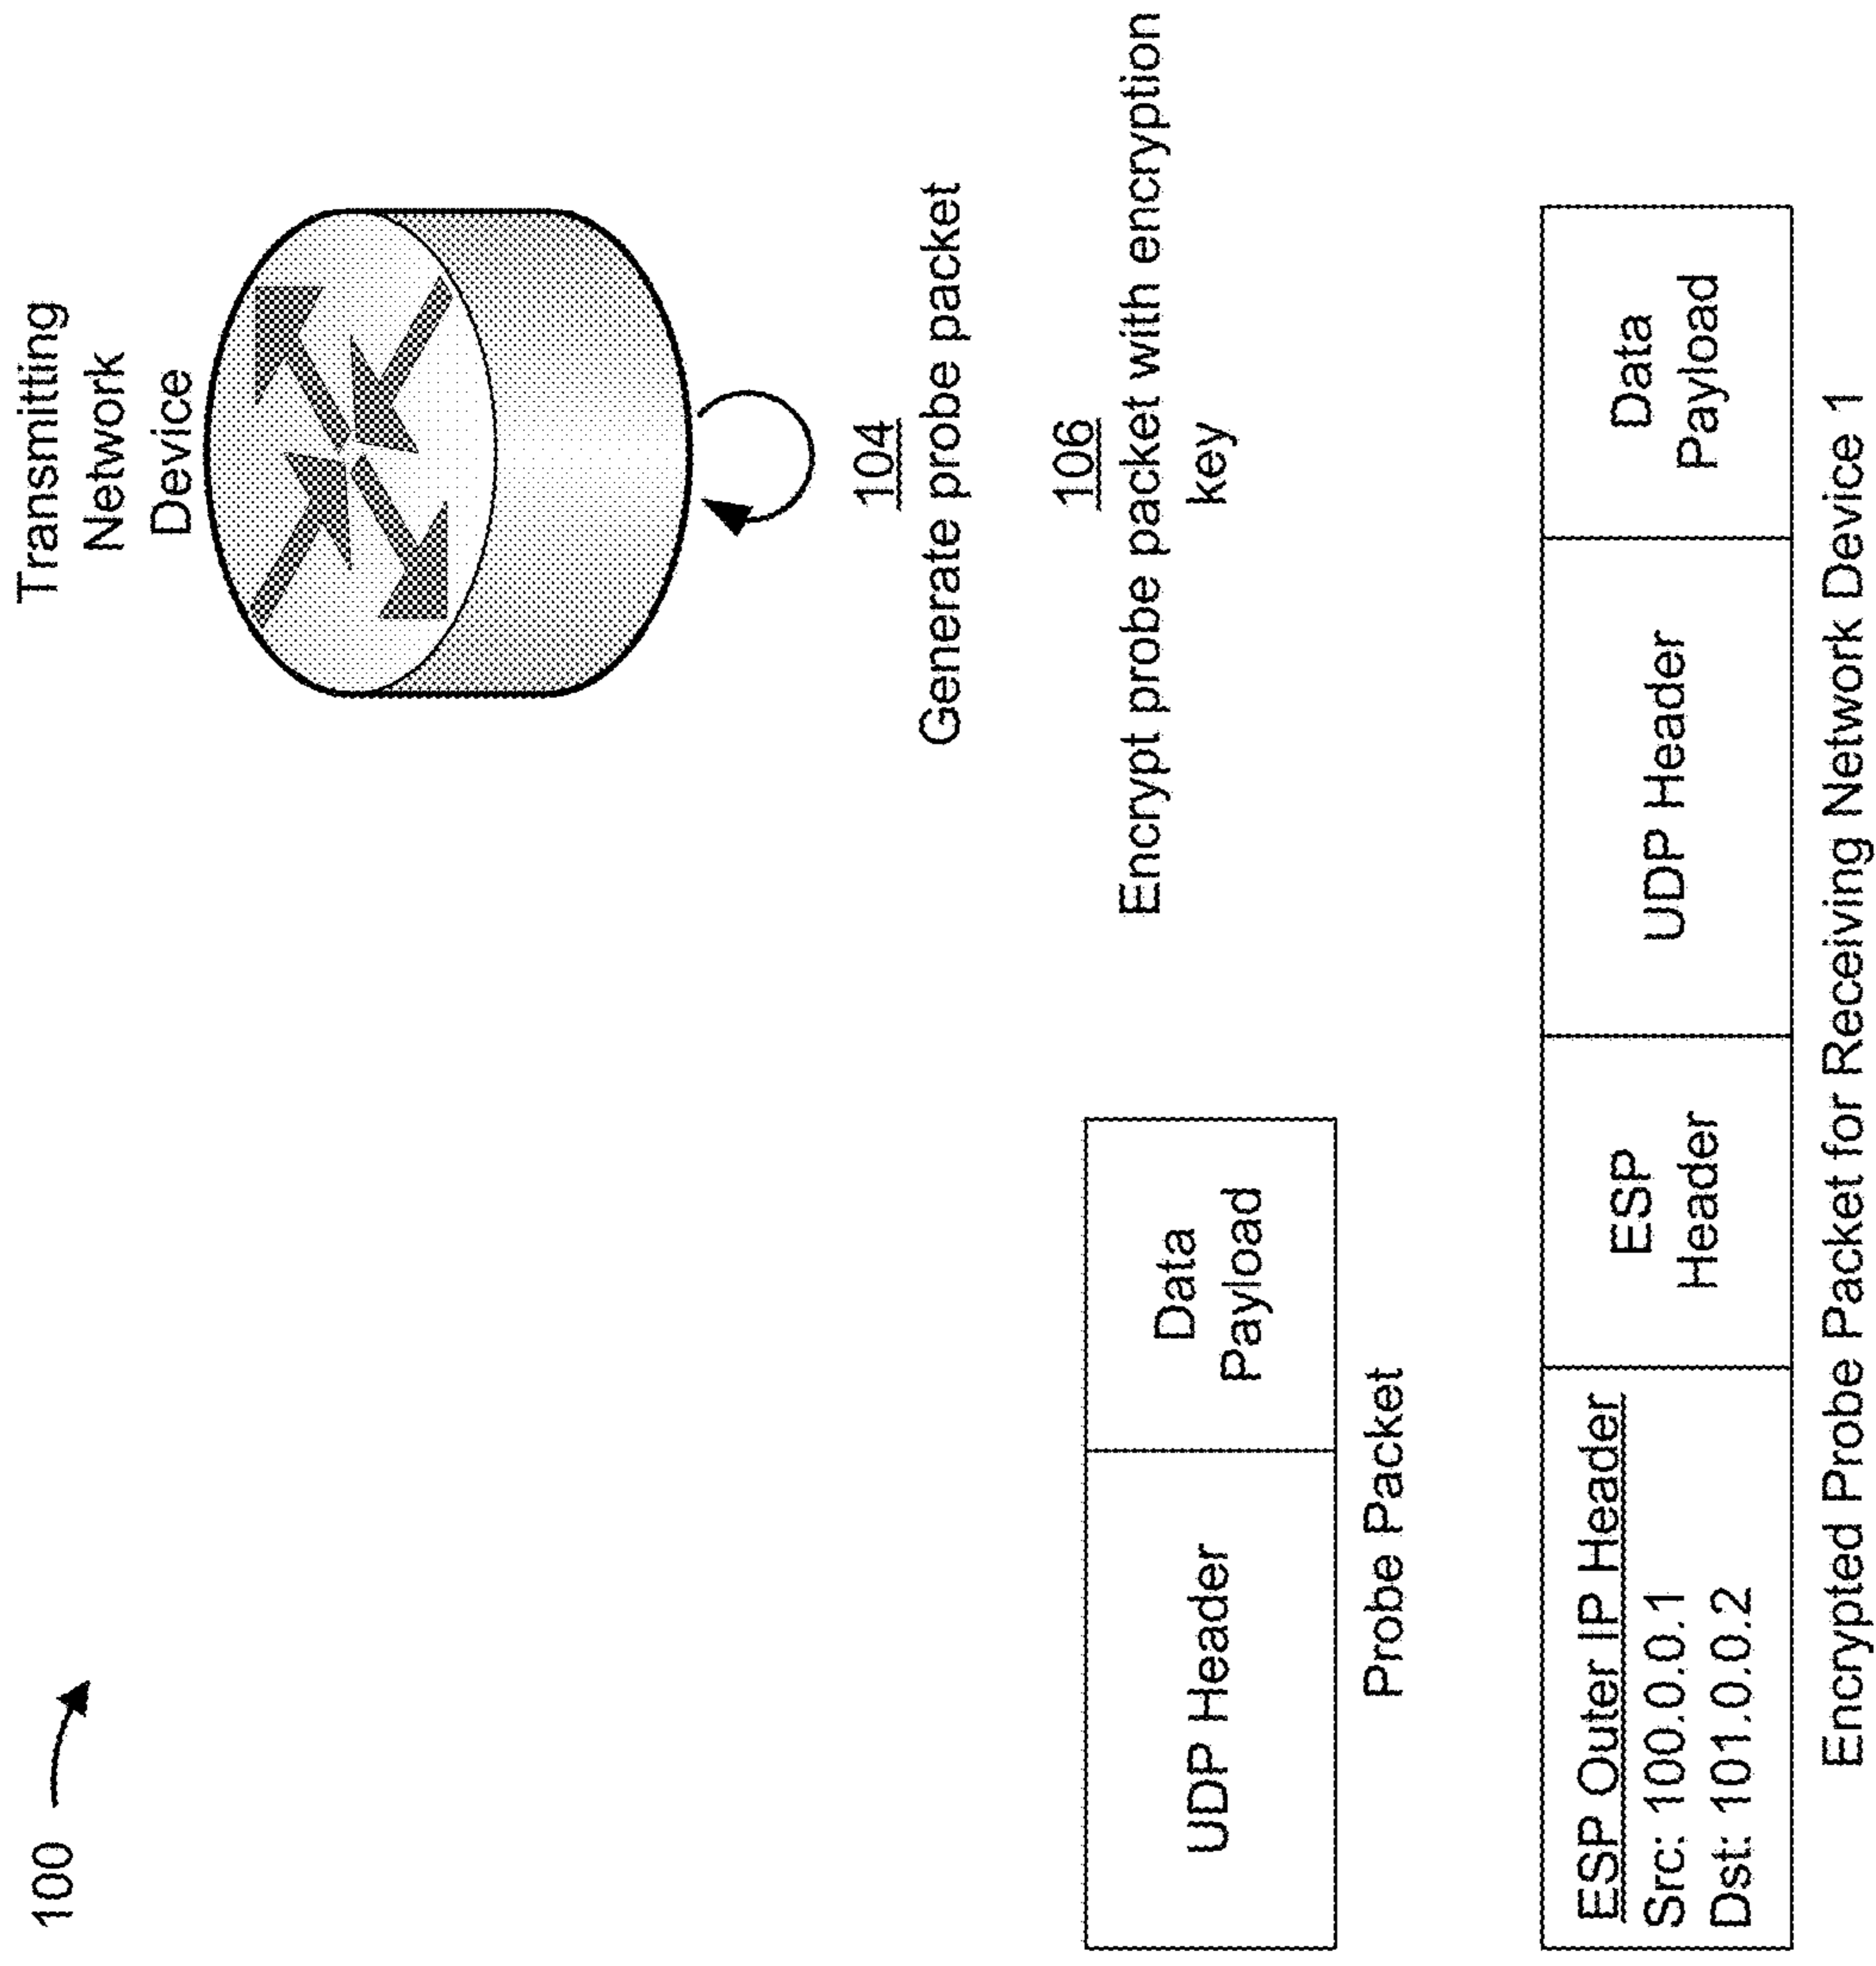 100
Transmitting
Network
Device
104
Generate probe packet
106
Encrypt probe packet with encryption
key
UDP Header
Data
Payload
Probe Packet
ESP Outer IP Header
Src: 100.0.0.1
Dst: 101.0.0.2
ESP
Header
UDP Header
Data
Payload
Encrypted Probe Packet for Receiving Network Device 1